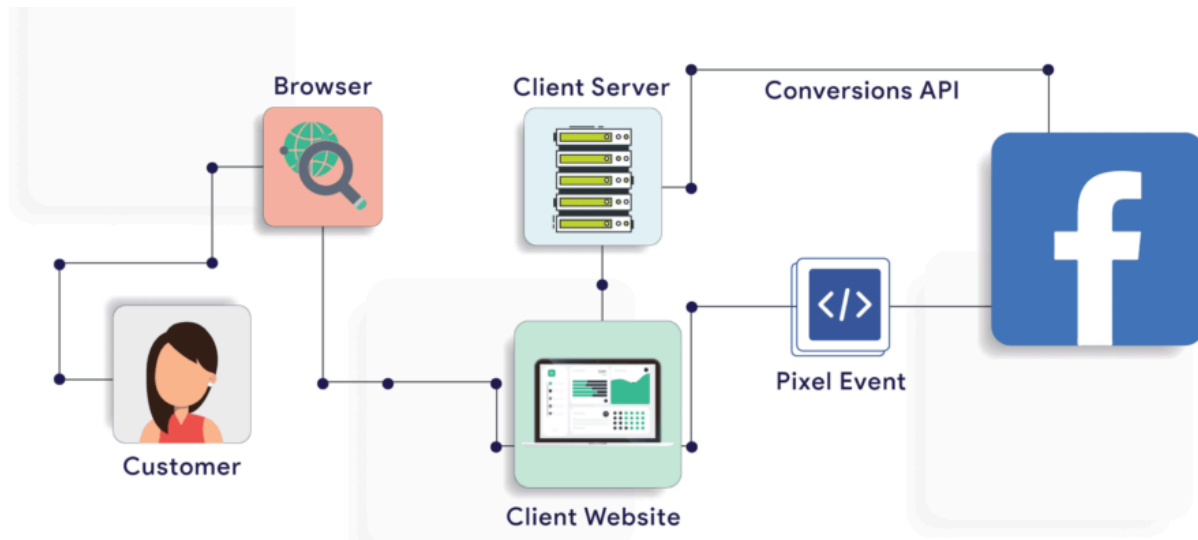 Browser
Client Server
Conversions API
</>
Pixel Event
Customer
Client Website